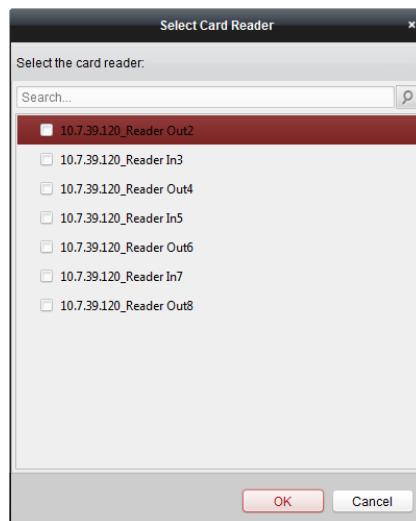 Select Card Reader ×
Select the card reader:
Search...
10.7.39.120_Reader Out2
10.7.39.120_Reader In3
10.7.39.120_Reader Out4
10.7.39.120_Reader In5
10.7.39.120_Reader Out6
10.7.39.120_Reader In7
10.7.39.120_Reader Out8
OK Cancel